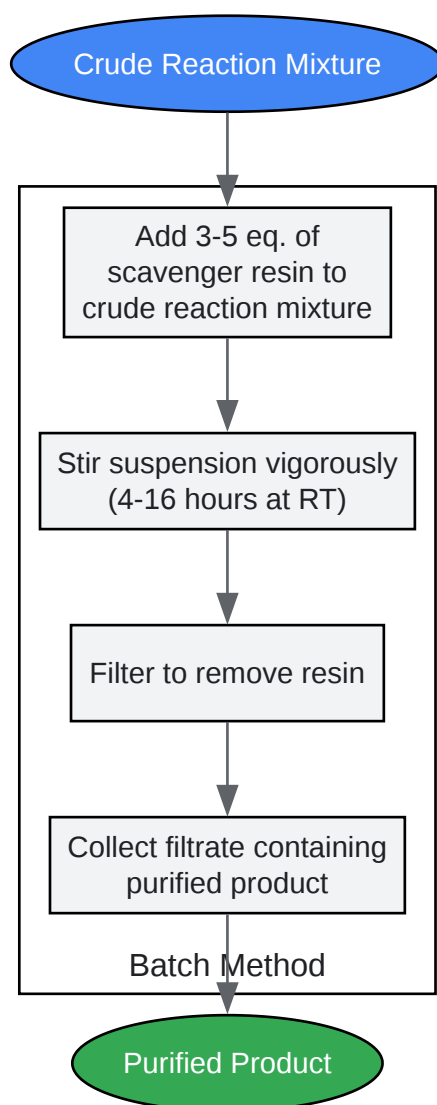 Crude Reaction Mixture
Add 3-5 eq. of
scavenger resin to
crude reaction mixture
Stir suspension vigorously
(4-16 hours at RT)
Filter to remove resin
Collect filtrate containing
purified product
Batch Method
Purified Product